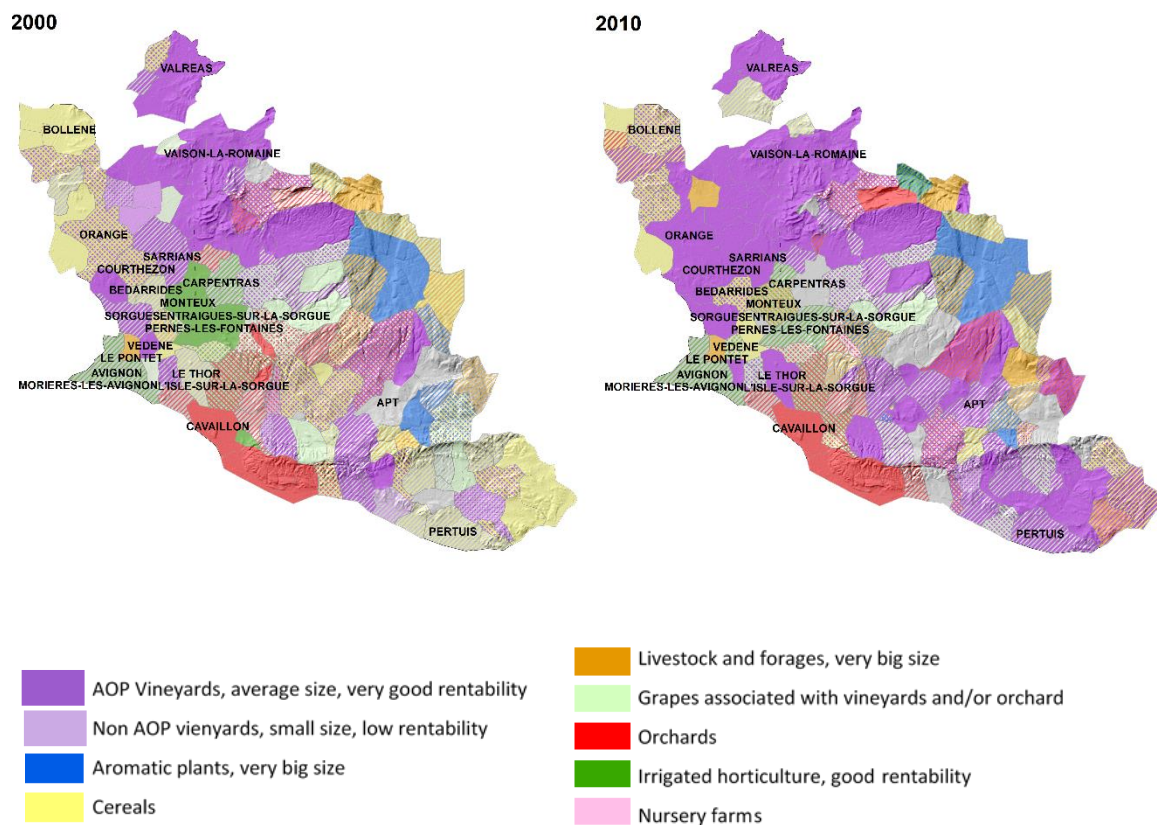 2000
VALREAS
BOLLENE
VAISON-LA-ROMAINE
ORANGE
SARRIANS
COURTHEZON
CARPENTRAS
BEDARRIDES
MONTEUX
SORGUESENTRAIGUES-SUR-LA-SORGUE
PERNES-LES-FONTAINES
VEDENE
LE PONTET
AVIGNON
LE THOR
MORIERES-LES-AVIGNONL'ISLE-SUR-LA-SORGUE
APT
CAVAILLON
PERTUIS
2010
VALREAS
BOLLENE
VAISON-LA-ROMAINE
ORANGE
SARRIANS
COURTHEZON
CARPENTRAS
BEDARRIDES
MONTEUX
SORGUESENTRAIGUES-SUR-LA-SORGUE
PERNES-LES-FONTAINES
VEDENE
LE PONTET
AVIGNON
LE THOR
MORIERES-LES-AVIGNONL'ISLE-SUR-LA-SORGUE
APT
CAVAILLON
PERTUIS
AOP Vineyards, average size, very good rentability
Non AOP vienyards, small size, low rentability
Aromatic plants, very big size
Cereals
Livestock and forages, very big size
Grapes associated with vineyards and/or orchard
Orchards
Irrigated horticulture, good rentability
Nursery farms